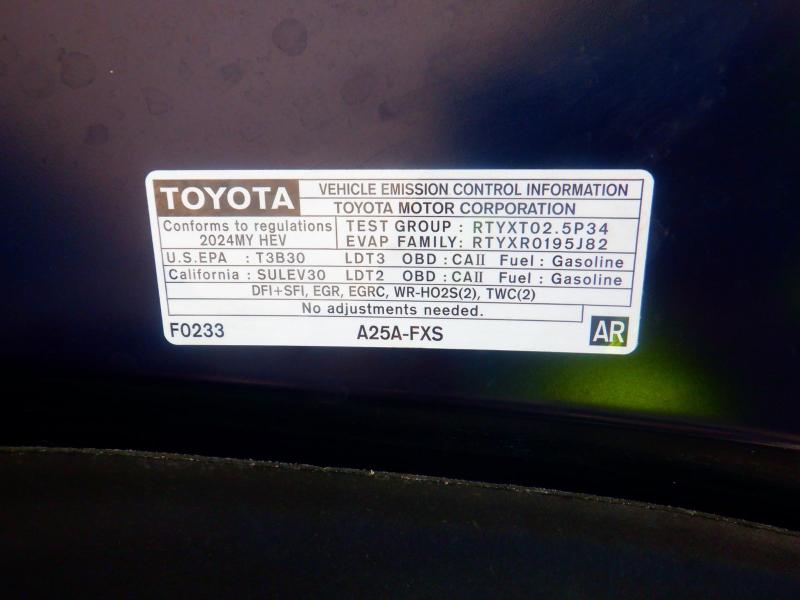 TOYOTA VEHICLE EMISSION CONTROL INFORMATION
TOYOTA MOTOR CORPORATION
Conforms to regulations TEST GROUP : RTYXT02.5P34
2024MY HEV EVAP FAMILY: RTYXR0195J82
U.S.EPA : T3B30 LDT3 OBD : CAII Fuel : Gasoline
California : SULEV30 LDT2 OBD : CAII Fuel : Gasoline
DFI+SFI, EGR, EGRC, WR-HO2S(2), TWC(2)
No adjustments needed.
F0233 A25A-FXS AR